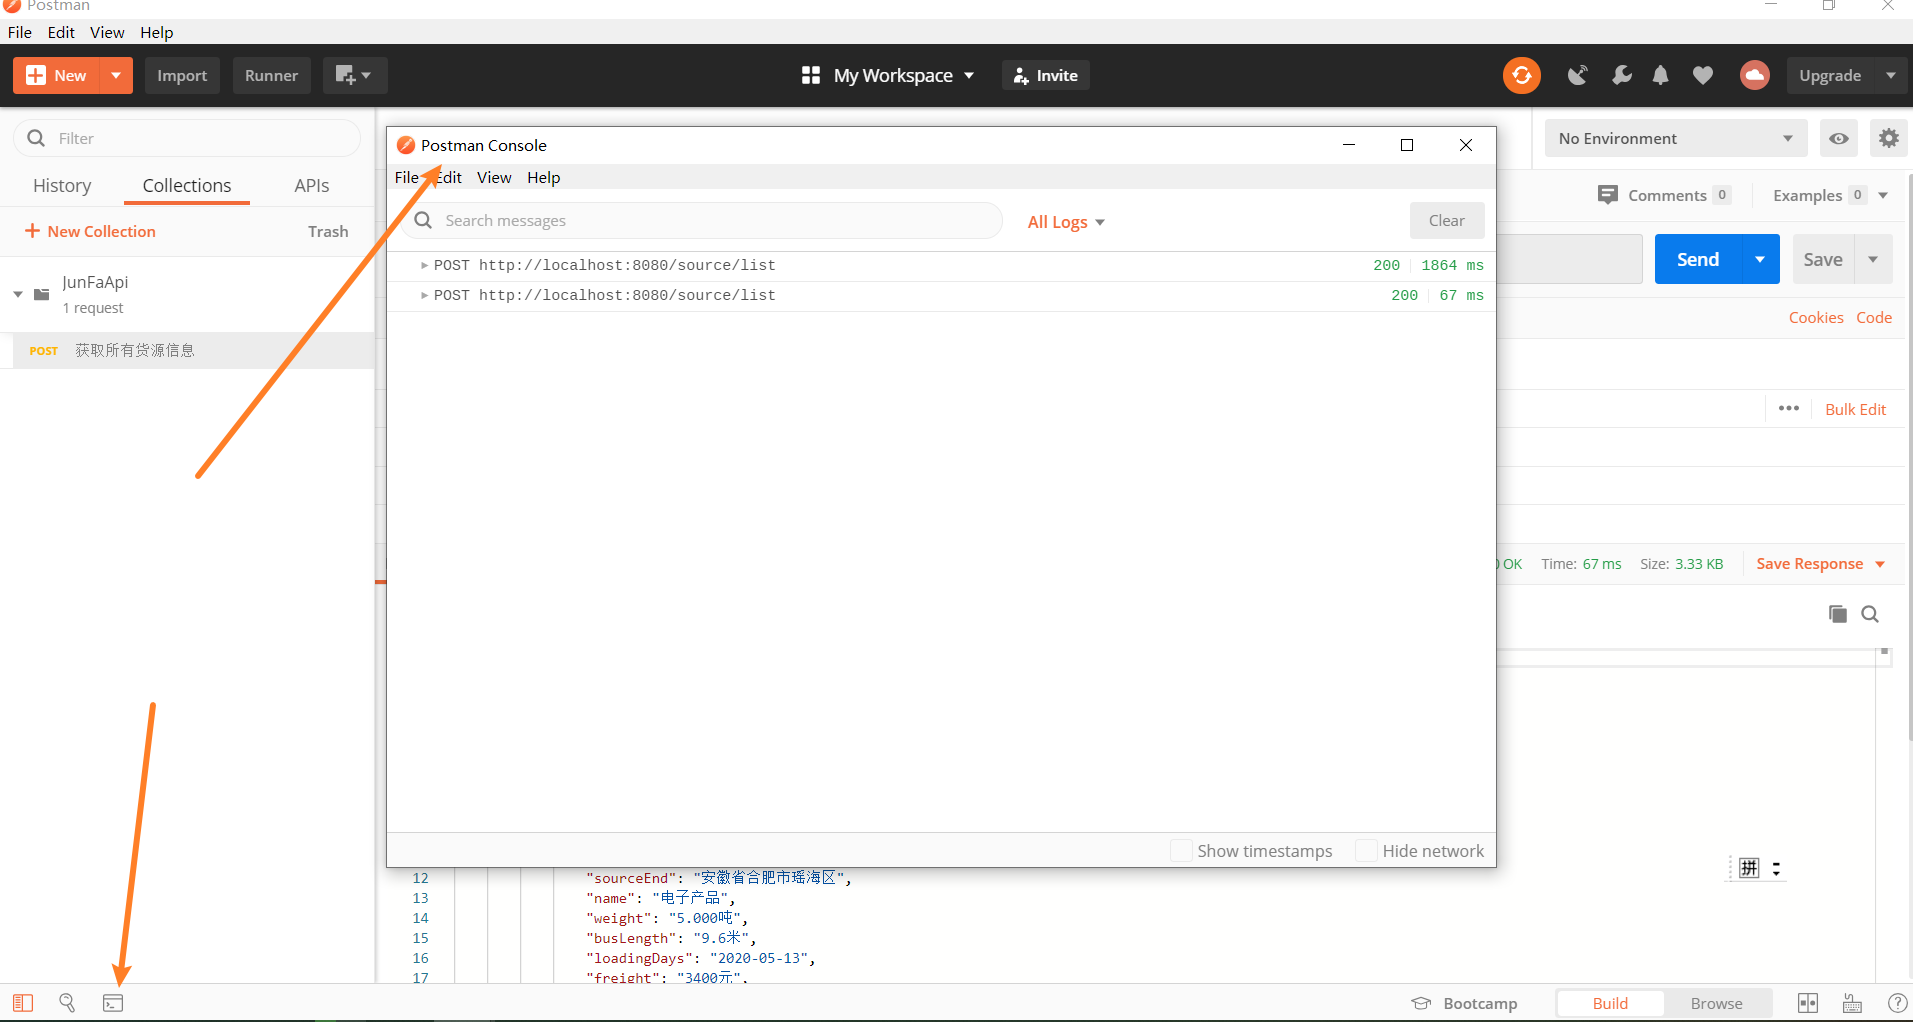 Postman
File Edit View Help
New Import Runner My Workspace Invite Upgrade
Filter
History Collections APIs
New Collection Trash
JunFaApi
1 request
POST 获取所有货源信息
Postman Console
File Edit View Help
Search messages All Logs Clear
POST http://localhost:8080/source/list 200 1864 ms
POST http://localhost:8080/source/list 200 67 ms
Show timestamps Hide network
No Environment
Comments 0 Examples 0
Send Save
Cookies Code
Bulk Edit
OK Time: 67 ms Size: 3.33 KB Save Response
拼
12 "sourceEnd": "安徽省合肥市瑶海区",
13 "name": "电子产品",
14 "weight": "5.000吨",
15 "busLength": "9.6米",
16 "loadingDays": "2020-05-13",
17 "freight": "3400元",
Bootcamp Build Browse